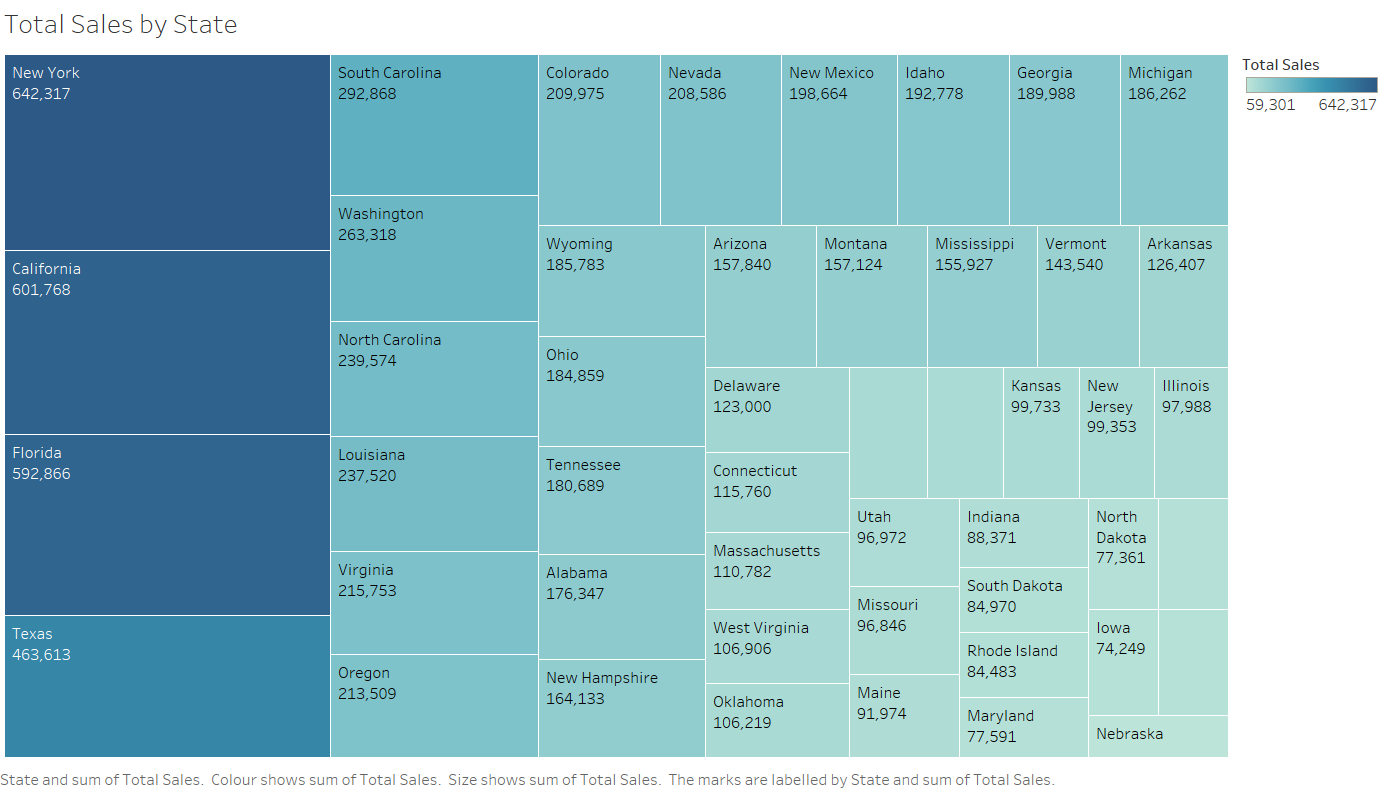 Total Sales by State
New York
642,317
California
601,768
Florida
592,866
Texas
463,613
South Carolina
292,868
Washington
263,318
North Carolina
239,574
Louisiana
237,520
Virginia
215,753
Oregon
213,509
Colorado
209,975
Nevada
208,586
New Mexico
198,664
Idaho
192,778
Georgia
189,988
Michigan
186,262
Wyoming
185,783
Ohio
184,859
Tennessee
180,689
Alabama
176,347
New Hampshire
164,133
Arizona
157,840
Montana
157,124
Mississippi
155,927
Vermont
143,540
Arkansas
126,407
Delaware
123,000
Connecticut
115,760
Massachusetts
110,782
West Virginia
106,906
Oklahoma
106,219
Kansas
99,733
New
Jersey
99,353
Illinois
97,988
Utah
96,972
Missouri
96,846
Maine
91,974
Indiana
88,371
South Dakota
84,970
Rhode Island
84,483
Maryland
77,591
North
Dakota
77,361
Iowa
74,249
Nebraska
Total Sales
59,301 642,317
State and sum of Total Sales. Colour shows sum of Total Sales. Size shows sum of Total Sales. The marks are labelled by State and sum of Total Sales.